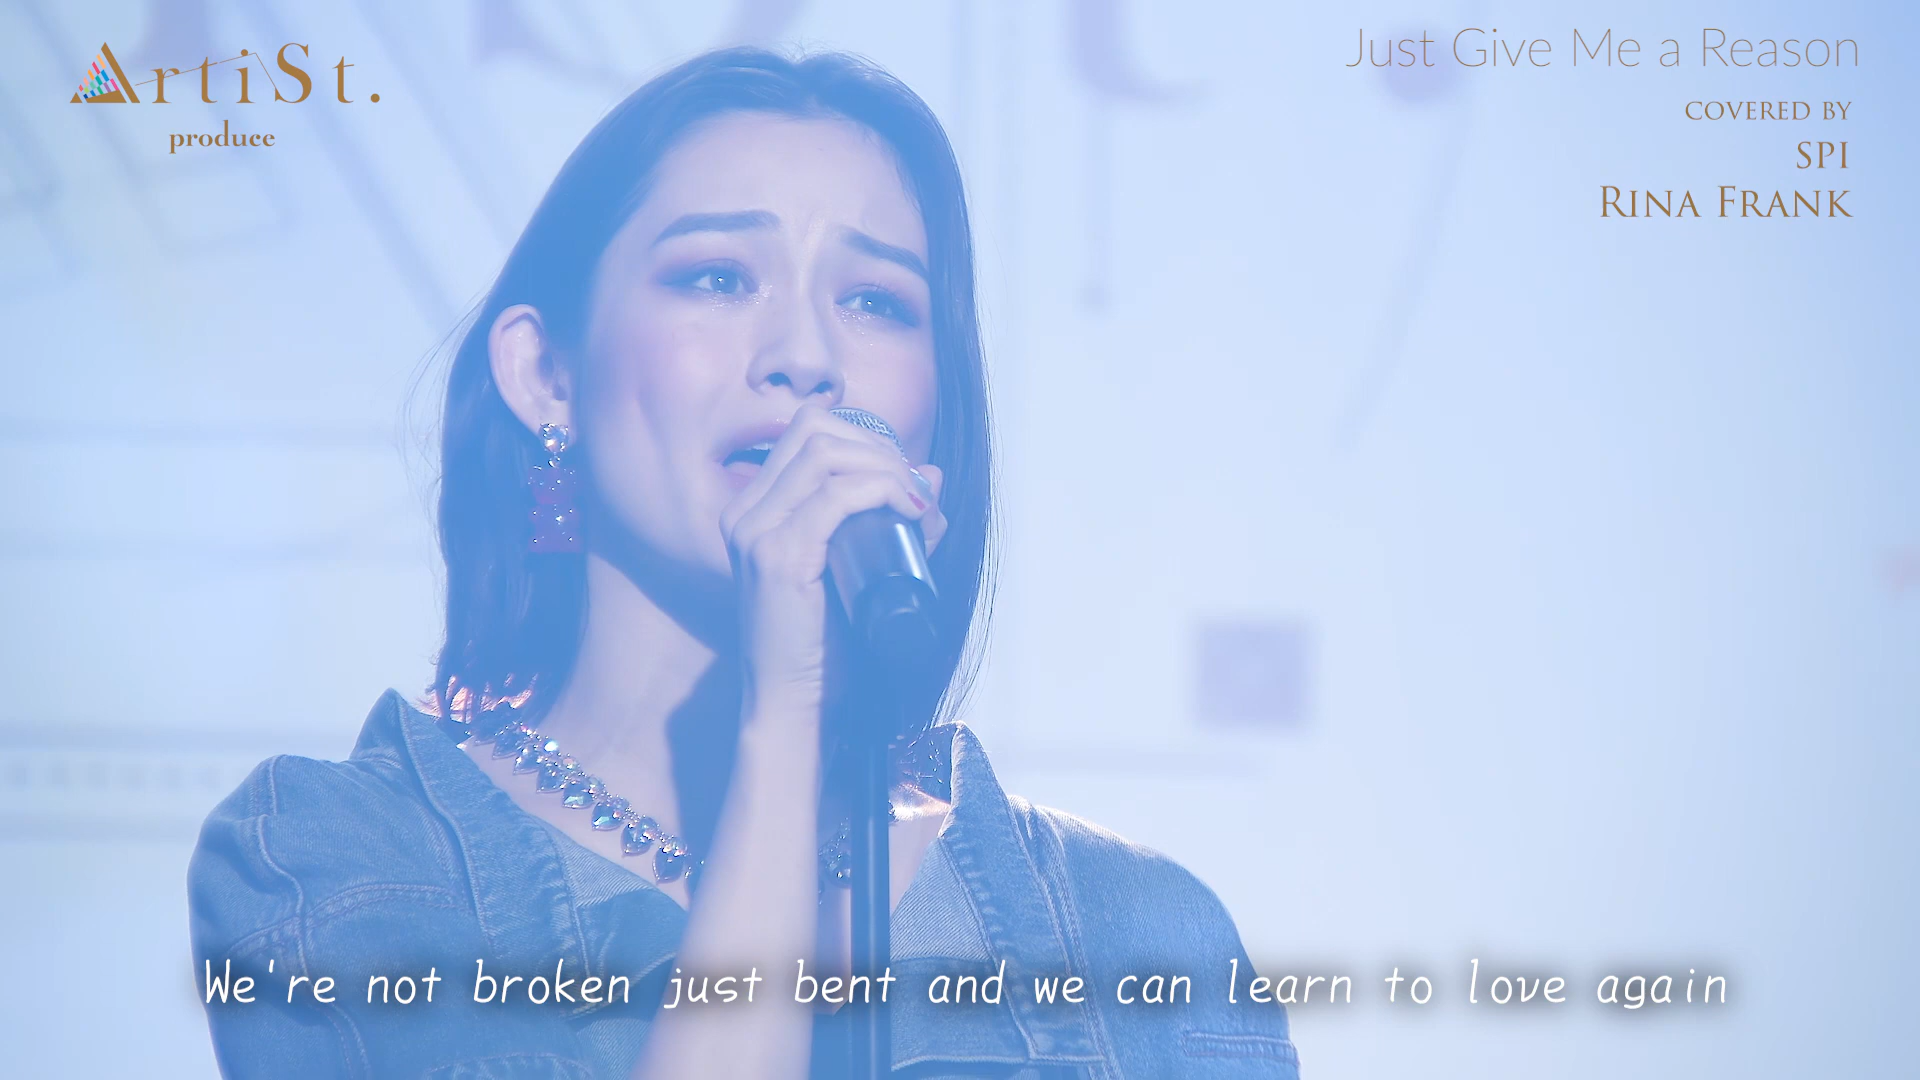 ArtiSt.
produce
Just Give Me a Reason
COVERED BY
SPI
RINA FRANK
We're not broken just bent and we can learn to love again